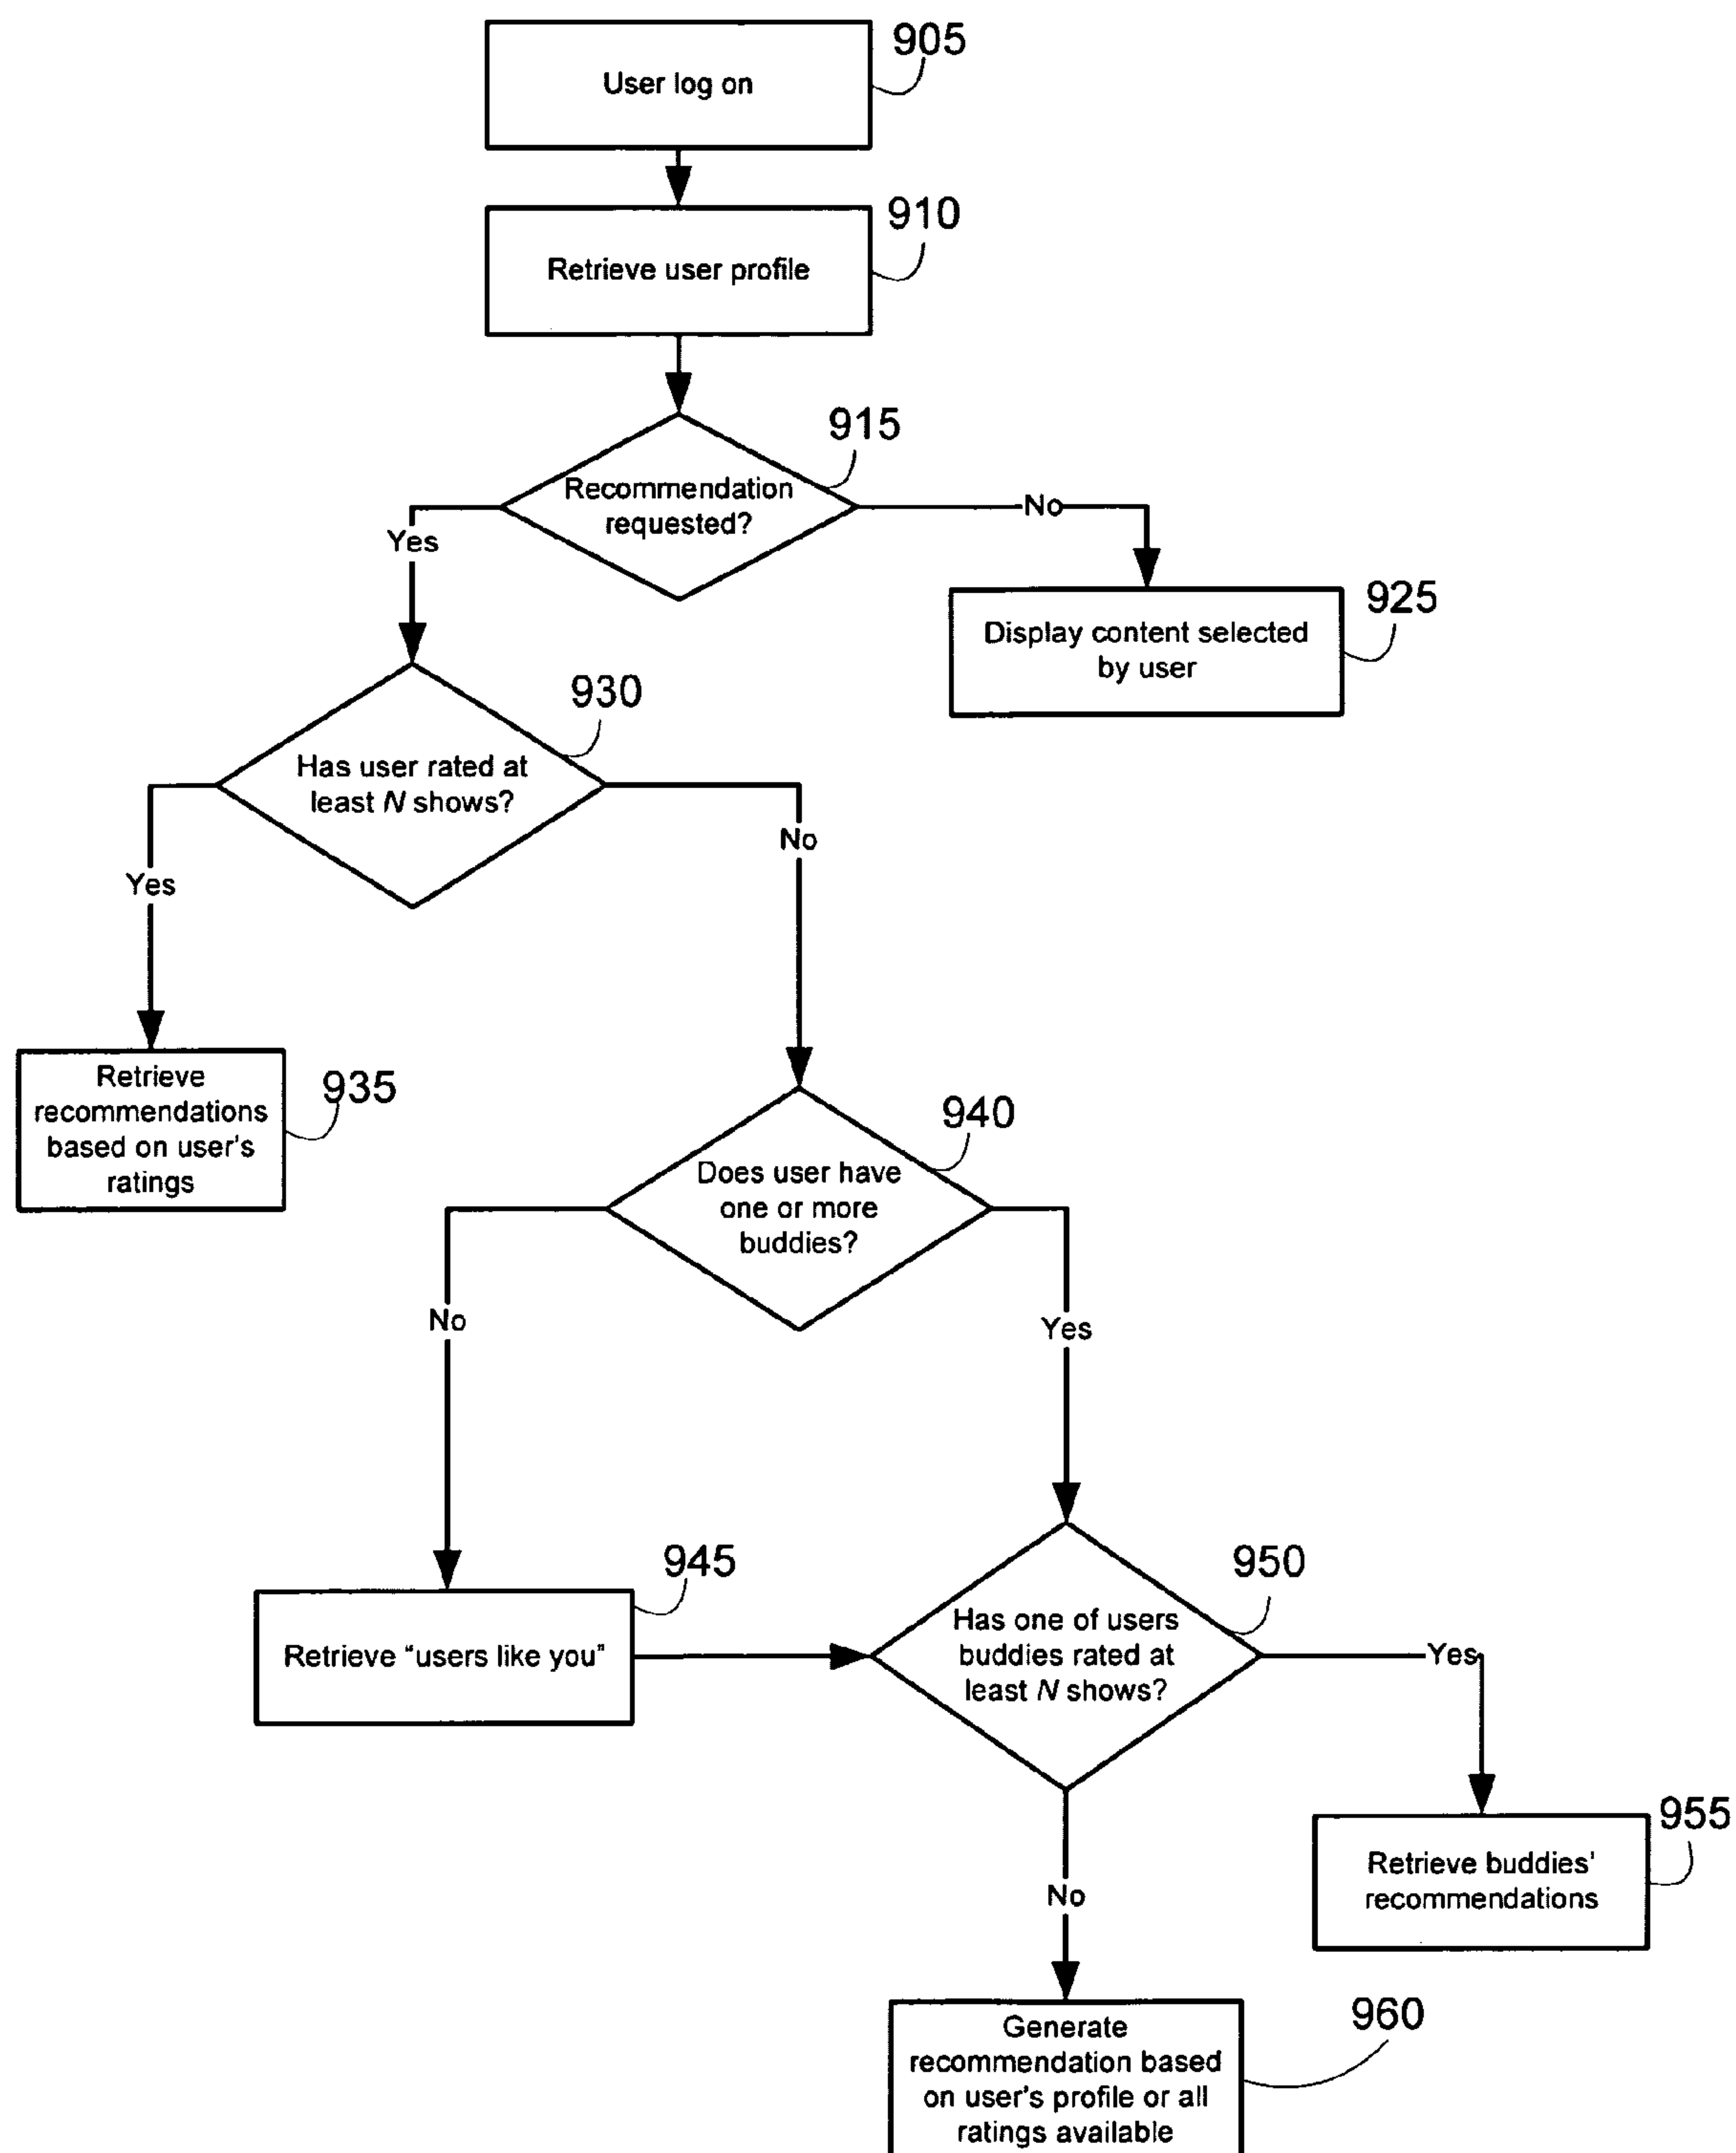 905
User log on
910
Retrieve user profile
915
Recommendation
requested?
Yes
No
925
Display content selected
by user
930
Has user rated at
least N shows?
Yes
No
935
Retrieve
recommendations
based on user's
ratings
940
Does user have
one or more
buddies?
No
Yes
945
Retrieve "users like you"
950
Has one of users
buddies rated at
least N shows?
Yes
No
955
Retrieve buddies'
recommendations
960
Generate
recommendation based
on user's profile or all
ratings available